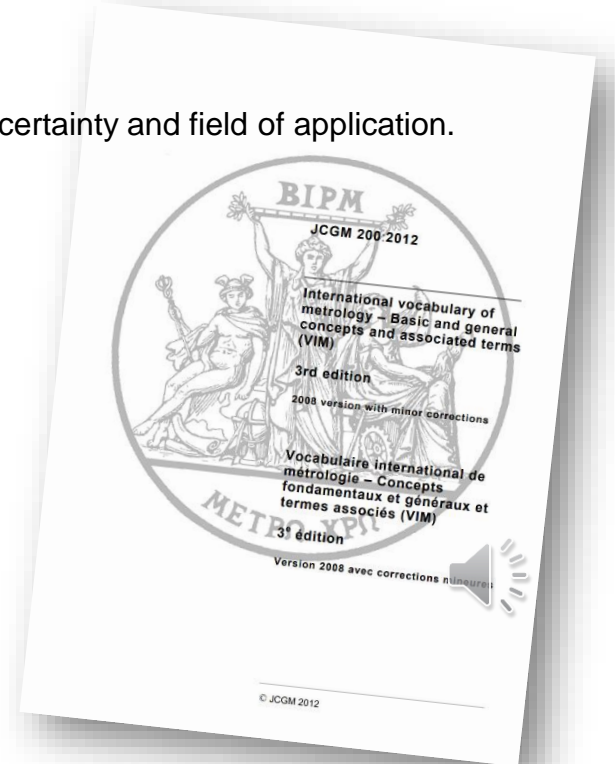 certainty and field of application.
BIPM
JCGM 200:2012
International vocabulary of
metrology – Basic and general
concepts and associated terms
(VIM)
3rd edition
2008 version with minor corrections
Vocabulaire international de
métrologie – Concepts
fondamentaux et généraux et
termes associés (VIM)
3e édition
Version 2008 avec corrections mineures
© JCGM 2012